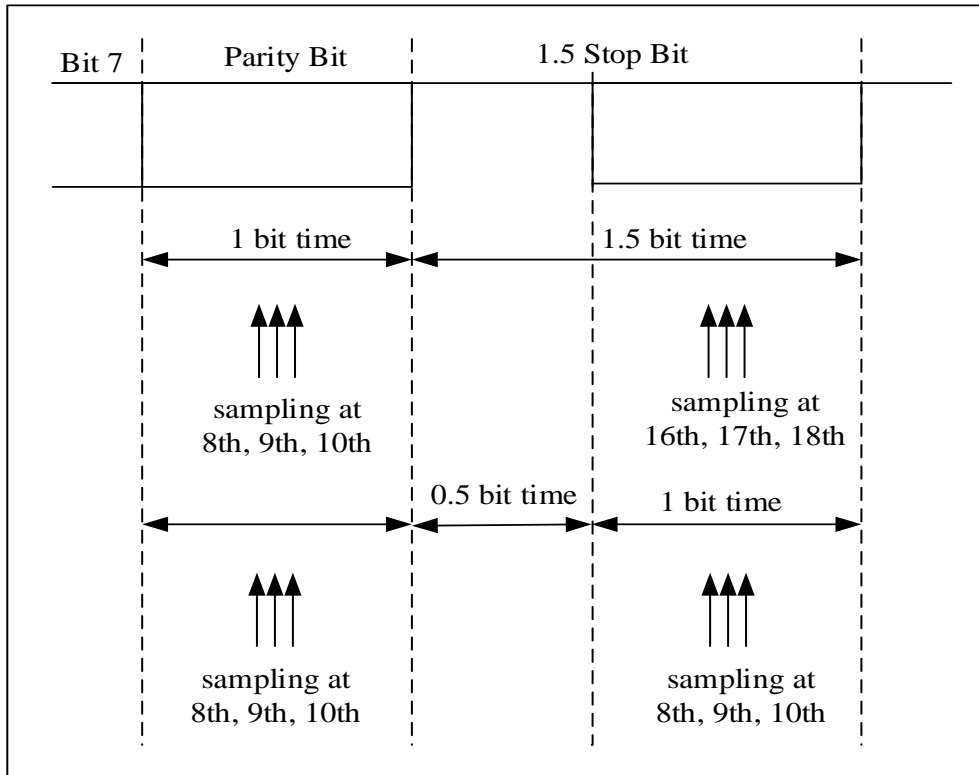 Bit 7
Parity Bit
1.5 Stop Bit
1 bit time
1.5 bit time
sampling at
8th, 9th, 10th
sampling at
16th, 17th, 18th
0.5 bit time
1 bit time
sampling at
8th, 9th, 10th
sampling at
8th, 9th, 10th